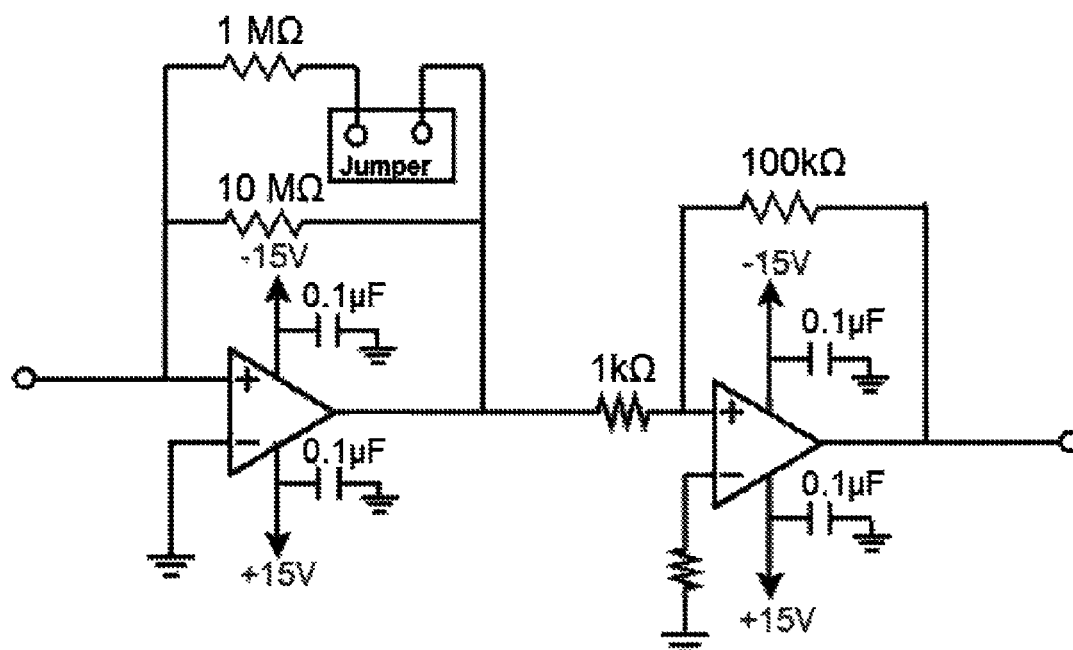 1 MΩ
Jumper
10 MΩ
-15V
0.1µF
+
−
0.1µF
+15V
1kΩ
100kΩ
-15V
0.1µF
+
−
0.1µF
+15V